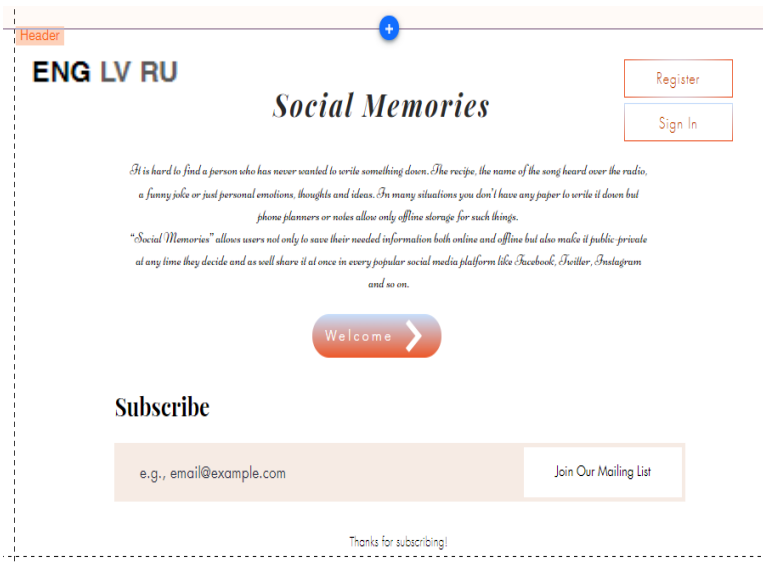 Header
ENG LV RU
Register
Social Memories
Sign In
It is hard to find a person who has never wanted to write something down. The recipe, the name of the song heard over the radio,
a funny joke or just personal emotions, thoughts and ideas. In many situations you don't have any paper to write it down but
phone planners or notes allow only offline storage for such things.
"Social Memories" allows users not only to save their needed information both online and offline but also make it public-private
at any time they decide and as well share it at once in every popular social media platform like Facebook, Twitter, Instagram
and so on.
Welcome
Subscribe
e.g., email@example.com
Join Our Mailing List
Thanks for subscribing!